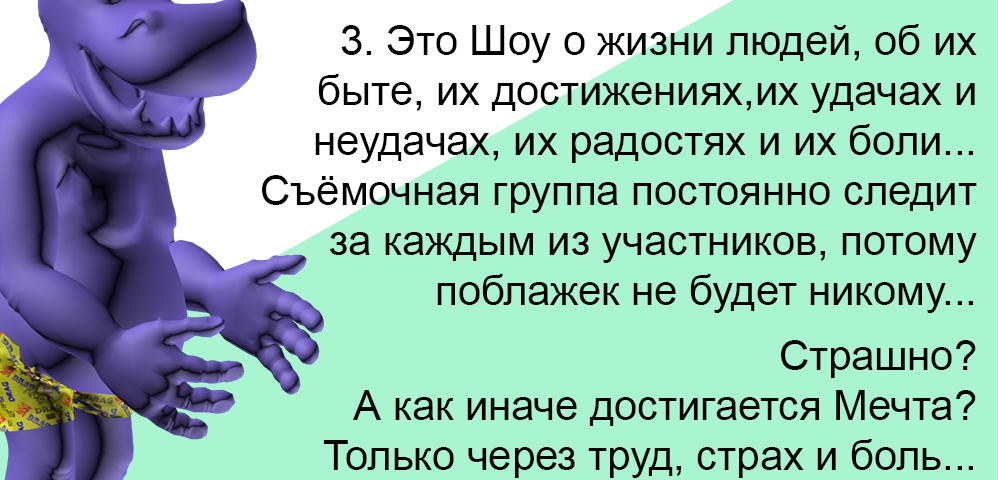 3. Это Шоу о жизни людей, об их
быте, их достижениях,их удачах и
неудачах, их радостях и их боли...
Съёмочная группа постоянно следит
за каждым из участников, потому
поблажек не будет никому...
Страшно?
А как иначе достигается Мечта?
Только через труд, страх и боль...